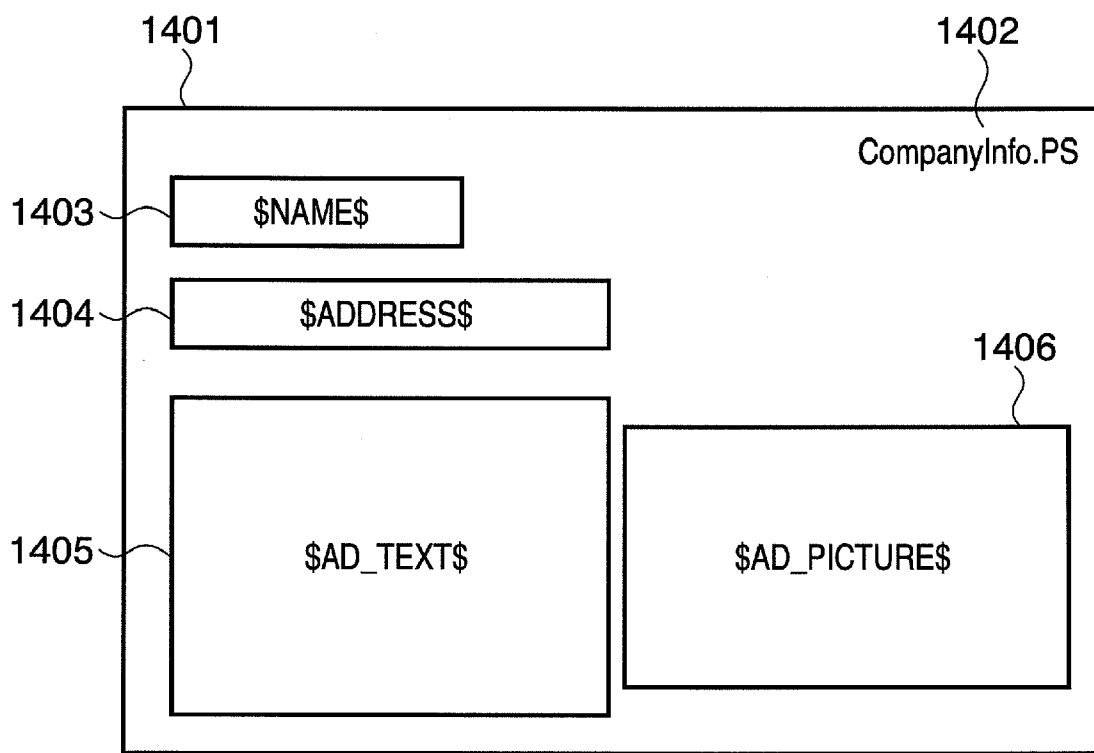 1401
1402
CompanyInfo.PS
1403
$NAME$
1404
$ADDRESS$
1406
1405
$AD_TEXT$
$AD_PICTURE$